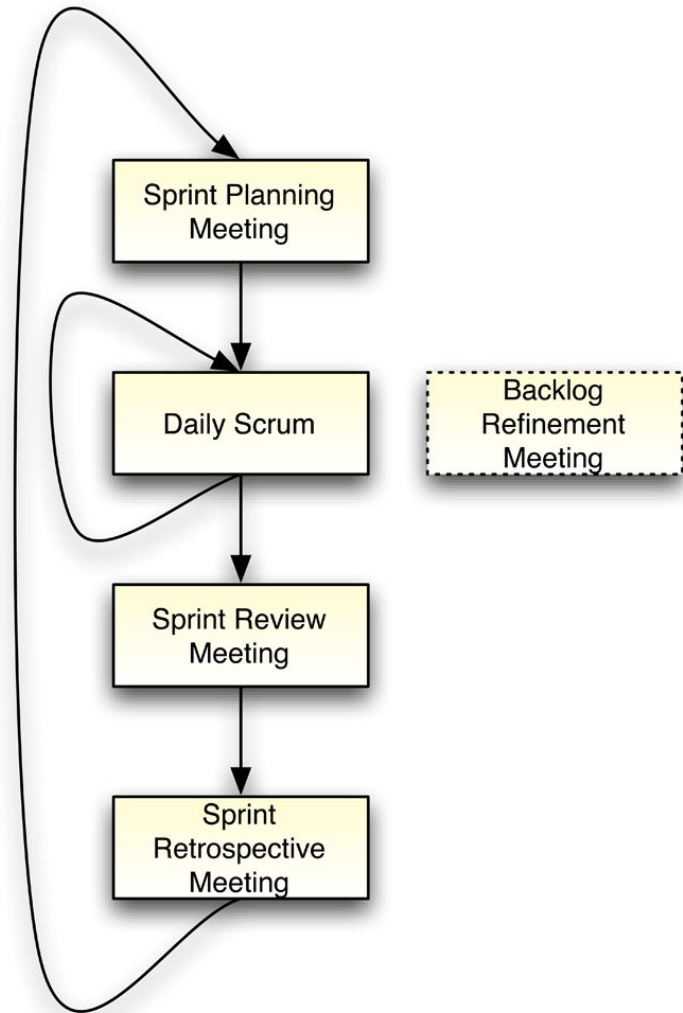 Sprint Planning
Meeting
Daily Scrum
Backlog
Refinement
Meeting
Sprint Review
Meeting
Sprint
Retrospective
Meeting